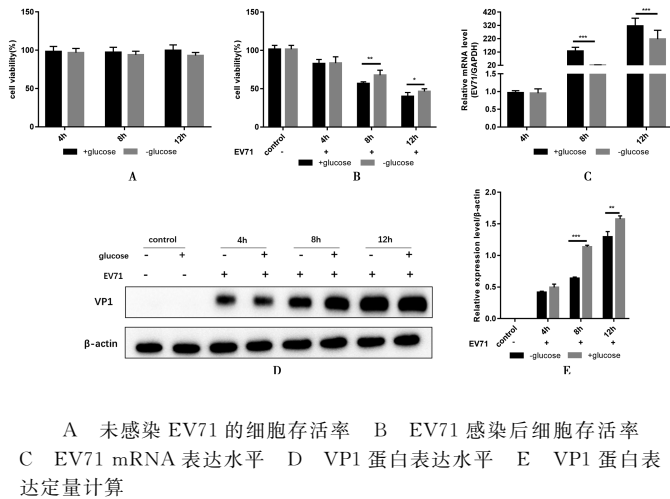 cell viability(%)
150
100
50
0
4h
8h
12h
+glucose
-glucose
A
cell viability(%)
150
100
50
0
control
4h
8h
12h
**
*
EV71
-
+
+
+
+glucose
-glucose
B
Relative mRNA level
(EV71/GAPDH)
420
320
220
120
20
1.5
1.0
0.5
0.0
***
***
4h
8h
12h
+glucose
-glucose
C
control 4h 8h 12h
glucose - + - + - + - +
EV71 - - + + + + + +
VP1
β-actin
D
Relative expression level/β-actin
2.0
1.5
1.0
0.5
0.0
***
**
control
4h
8h
12h
EV71 - + + +
-glucose
+glucose
E
A 未感染 EV71 的细胞存活率 B EV71 感染后细胞存活率
C EV71 mRNA 表达水平 D VP1 蛋白表达水平 E VP1 蛋白表
达定量计算